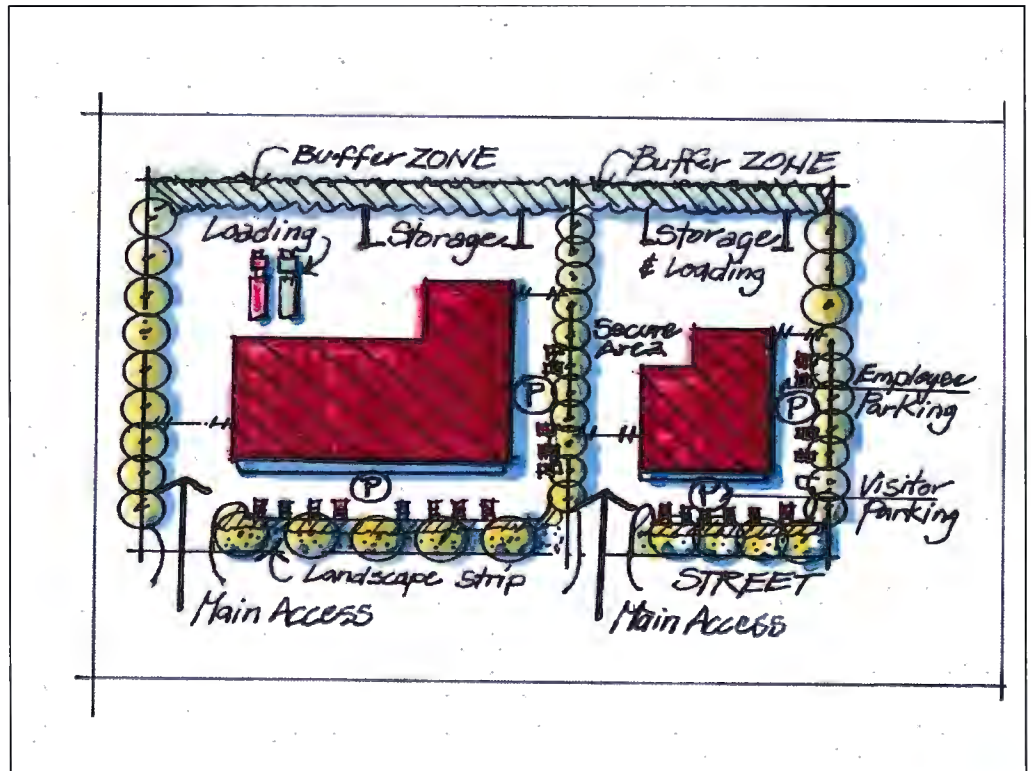 Buffer ZONE
Buffer ZONE
Loading
Storage
Storage
& Loading
Secure
Area
Employee
Parking
P
P
P
P
Visitor
Parking
Landscape Strip
STREET
Main Access
Main Access